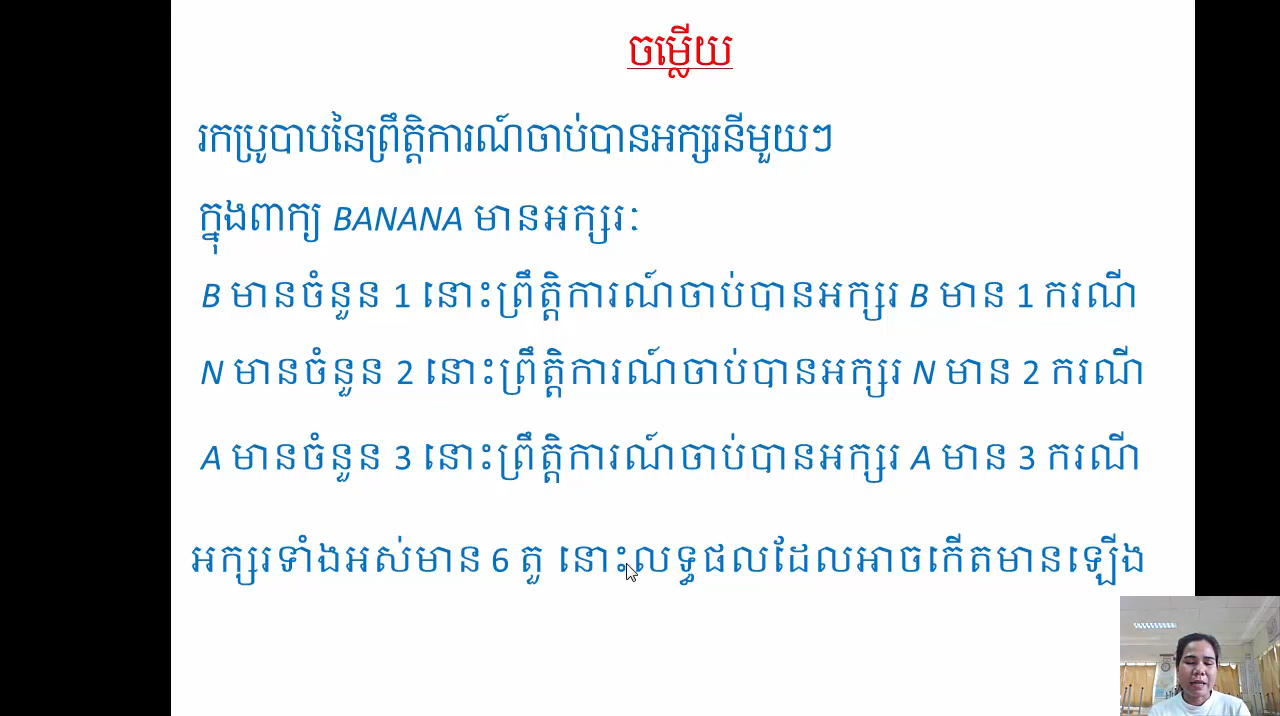 ចម្លើយ
រកប្រូបាបនៃព្រឹត្តិការណ៍ចាប់បានអក្សរនីមួយៗ
ក្នុងពាក្យ BANANA មានអក្សរៈ
B មានចំនួន 1 នោះព្រឹត្តិការណ៍ចាប់បានអក្សរ B មាន 1 ករណី
N មានចំនួន 2 នោះព្រឹត្តិការណ៍ចាប់បានអក្សរ N មាន 2 ករណី
A មានចំនួន 3 នោះព្រឹត្តិការណ៍ចាប់បានអក្សរ A មាន 3 ករណី
អក្សរទាំងអស់មាន 6 តួ នោះលទ្ធផលដែលអាចកើតមានឡើង